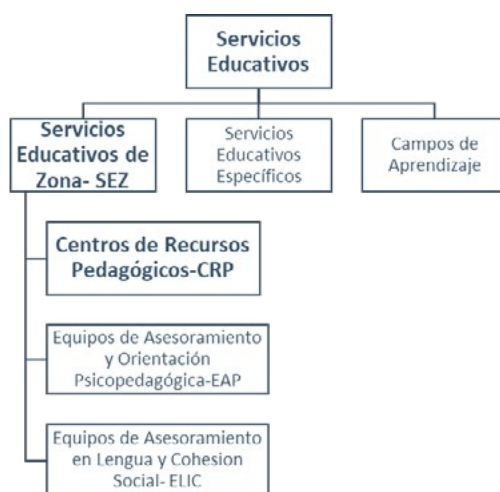 Servicios
Educativos
Servicios
Educativos de
Zona- SEZ
Servicios
Educativos
Específicos
Campos de
Aprendizaje
Centros de Recursos
Pedagógicos-CRP
Equipos de Asesoramiento
y Orientación
Psicopedagógica-EAP
Equipos de Asesoramiento
en Lengua y Cohesion
Social- ELIC